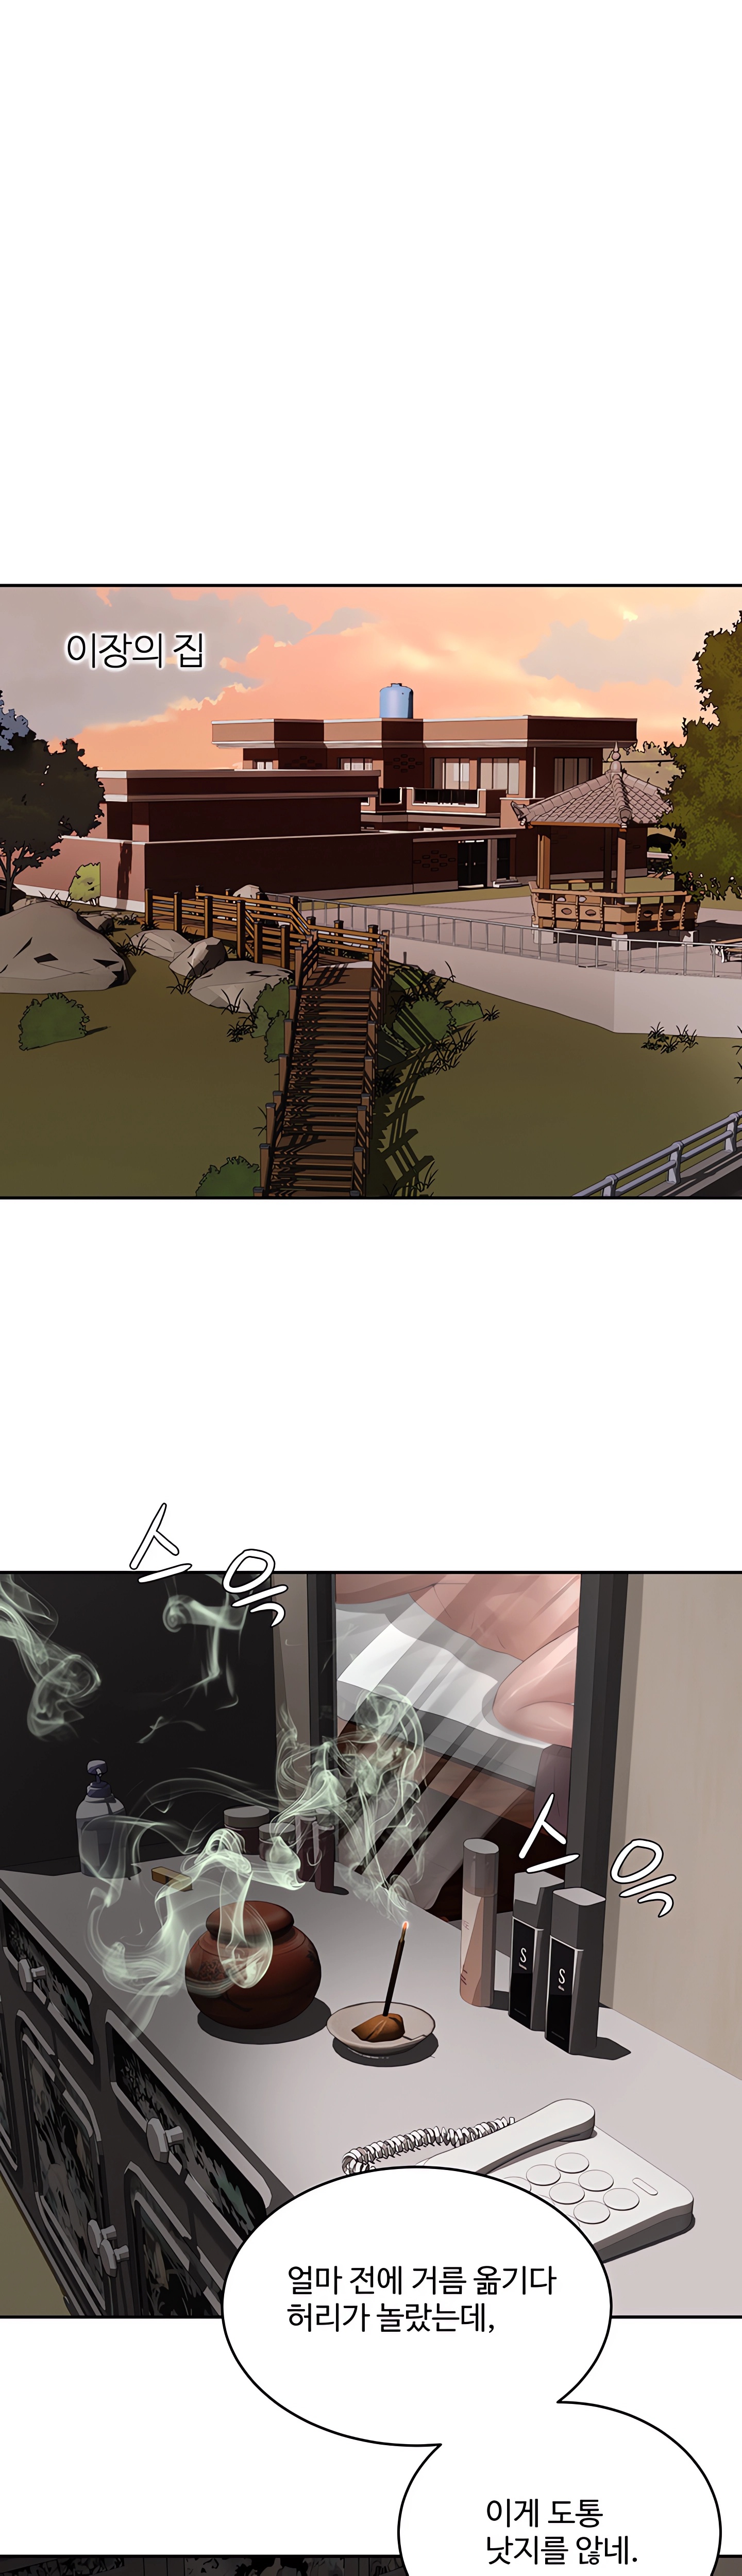 이장의 집
스윽
스윽
S
S
얼마 전에 거름 옮기다
허리가 놀랐는데,
이게 도통
낫지를 않네.